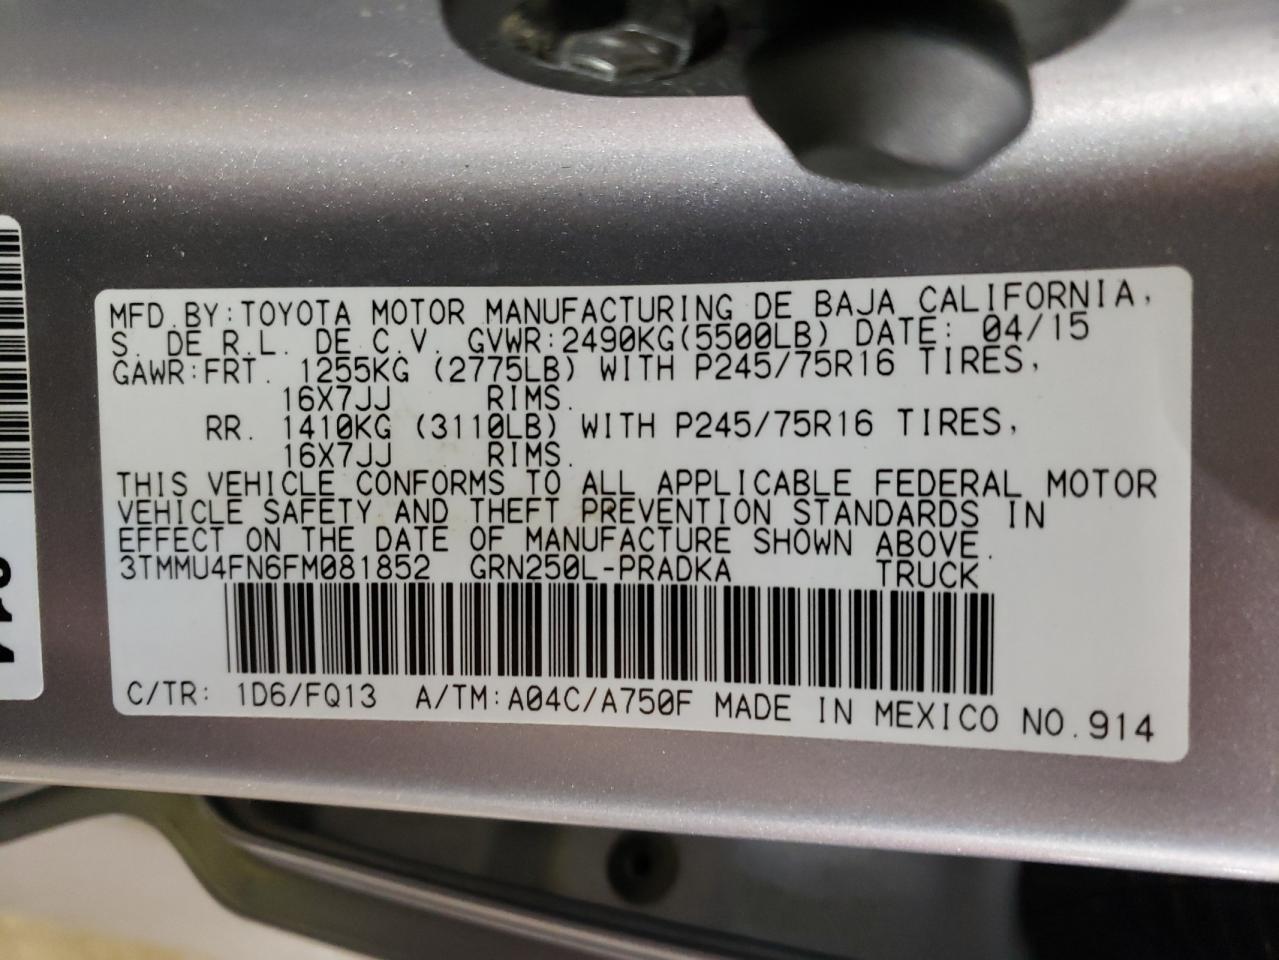 MFD.BY:TOYOTA MOTOR MANUFACTURING DE BAJA CALIFORNIA,
S. DE R.L. DE C.V. GVWR:2490KG(5500LB) DATE: 04/15
GAWR:FRT. 1255KG (2775LB) WITH P245/75R16 TIRES,
16X7JJ RIMS.
RR. 1410KG (3110LB) WITH P245/75R16 TIRES,
16X7JJ RIMS.
THIS VEHICLE CONFORMS TO ALL APPLICABLE FEDERAL MOTOR
VEHICLE SAFETY AND THEFT PREVENTION STANDARDS IN
EFFECT ON THE DATE OF MANUFACTURE SHOWN ABOVE.
3TMMU4FN6FM081852 GRN250L-PRADKA TRUCK
C/TR: 1D6/FQ13 A/TM:A04C/A750F MADE IN MEXICO NO.914